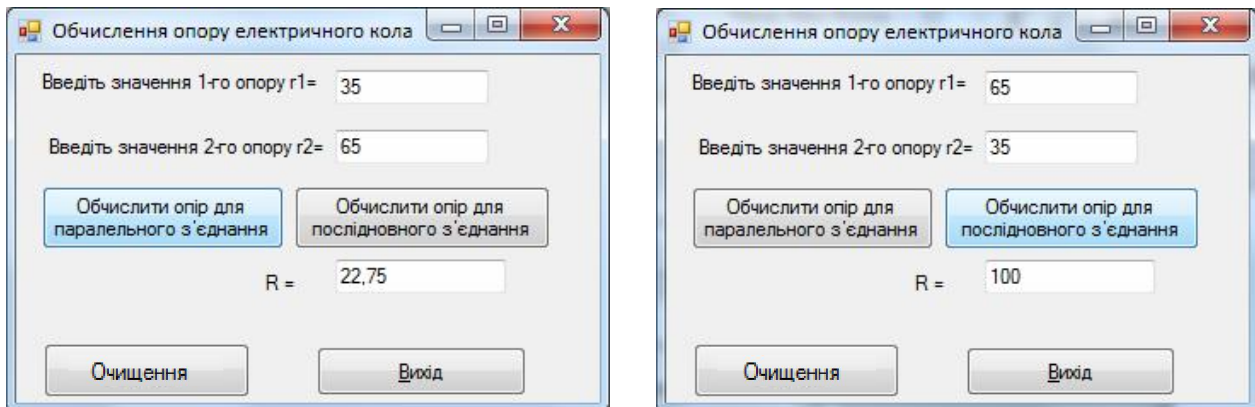 Обчислення опору електричного кола
Введіть значення 1-го опору r1= 35
Введіть значення 2-го опору r2= 65
Обчислити опір для
паралельного з'єднання
Обчислити опір для
послідновного з'єднання
R = 22,75
Очищення
Вихід
Обчислення опору електричного кола
Введіть значення 1-го опору r1= 65
Введіть значення 2-го опору r2= 35
Обчислити опір для
паралельного з'єднання
Обчислити опір для
послідновного з'єднання
R = 100
Очищення
Вихід